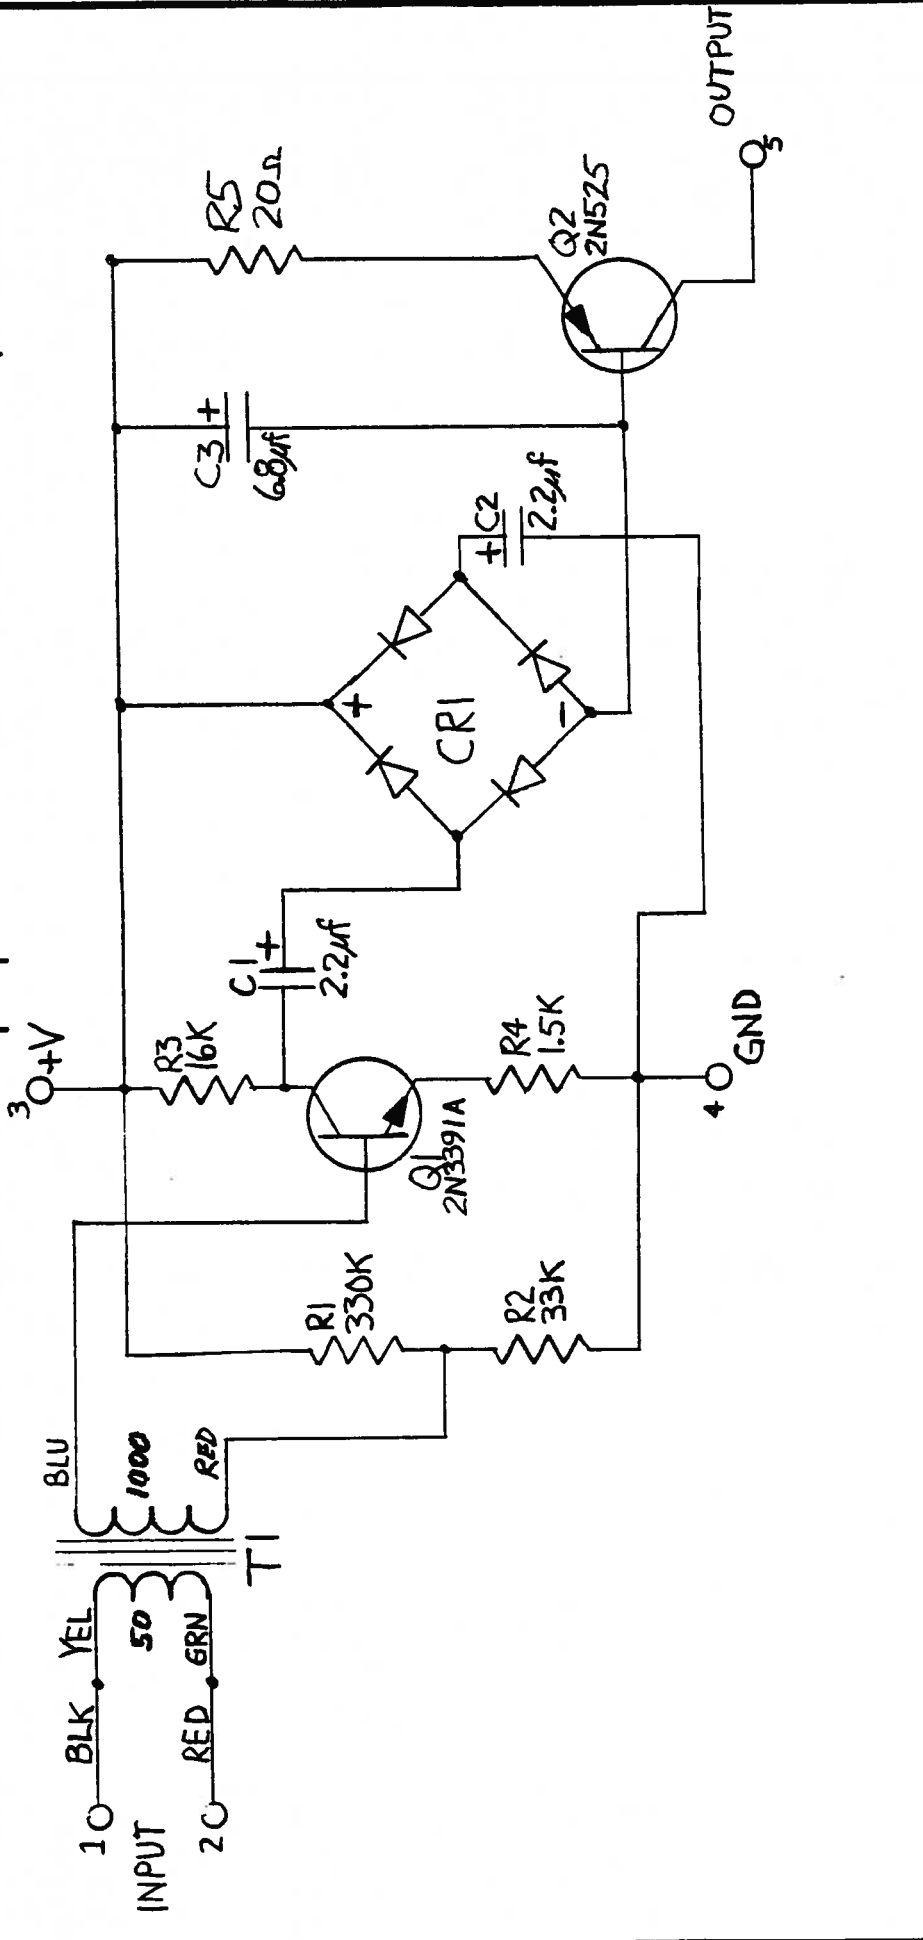 INPUT
1
2
BLK
RED
YEL
GRN
50
T1
1000
BLU
RED
R1
330K
R2
33K
3
+V
R3
16K
Q1
2N3391A
R4
1.5K
4
GND
C1
+
2.2µf
CR1
+
-
+
C2
2.2µf
C3
+
R5
20Ω
Q2
2N525
5
OUTPUT